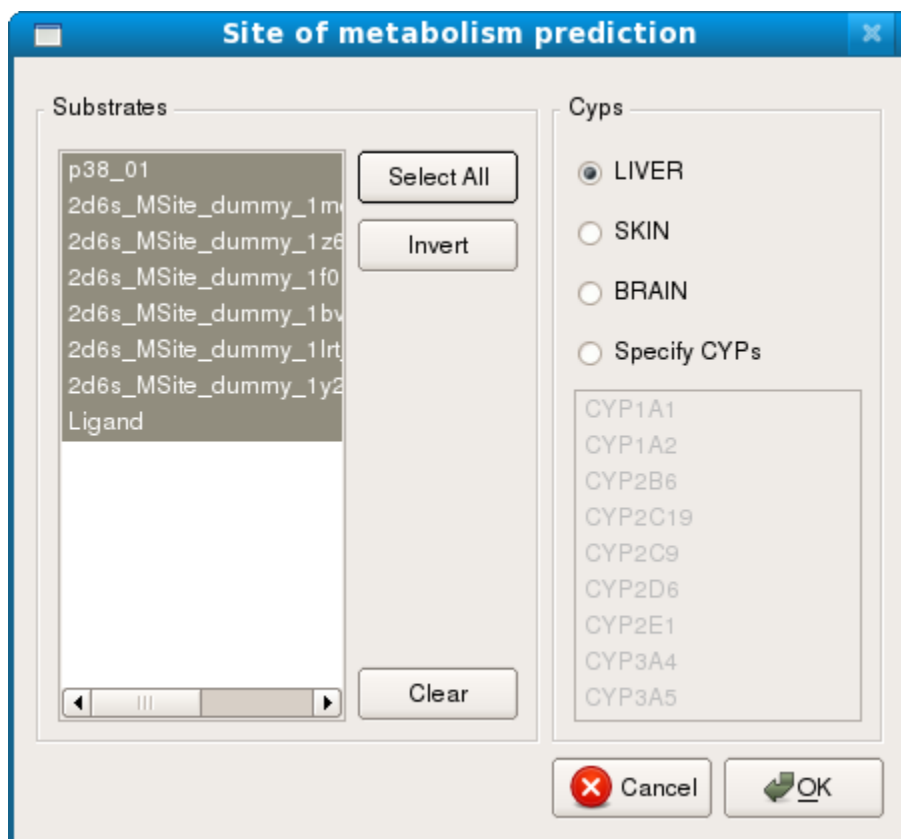 Site of metabolism prediction
Substrates
p38_01
2d6s_MSite_dummy_1m
2d6s_MSite_dummy_1z6
2d6s_MSite_dummy_1f0
2d6s_MSite_dummy_1bv
2d6s_MSite_dummy_1lrt_
2d6s_MSite_dummy_1y2
Ligand
Select All
Invert
Clear
Cyps
LIVER
SKIN
BRAIN
Specify CYPs
CYP1A1
CYP1A2
CYP2B6
CYP2C19
CYP2C9
CYP2D6
CYP2E1
CYP3A4
CYP3A5
Cancel
OK